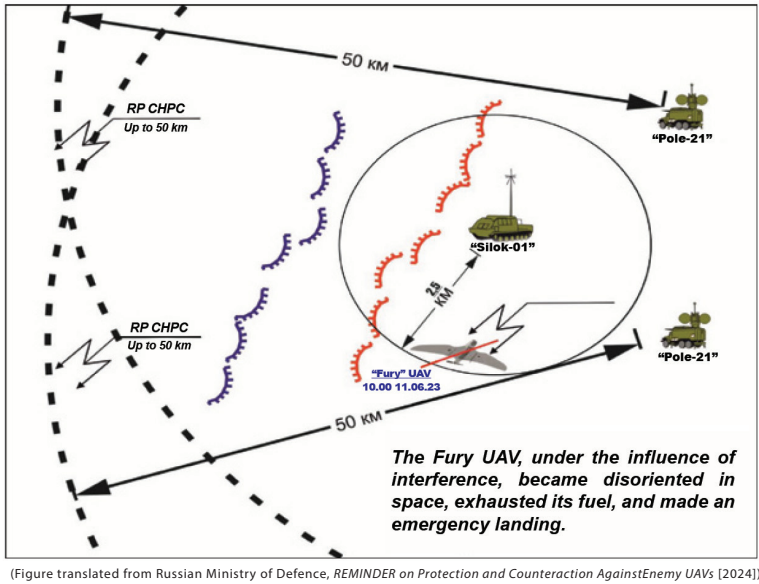 50 км
"Pole-21"
RP CHPC
Up to 50 km
"Silok-01"
2.5
КМ
RP CHPC
Up to 50 km
"Pole-21"
"Fury" UAV
10.00 11.06.23
50 км
The Fury UAV, under the influence of
interference, became disoriented in
space, exhausted its fuel, and made an
emergency landing.
(Figure translated from Russian Ministry of Defence, REMINDER on Protection and Counteraction AgainstEnemy UAVs [2024])